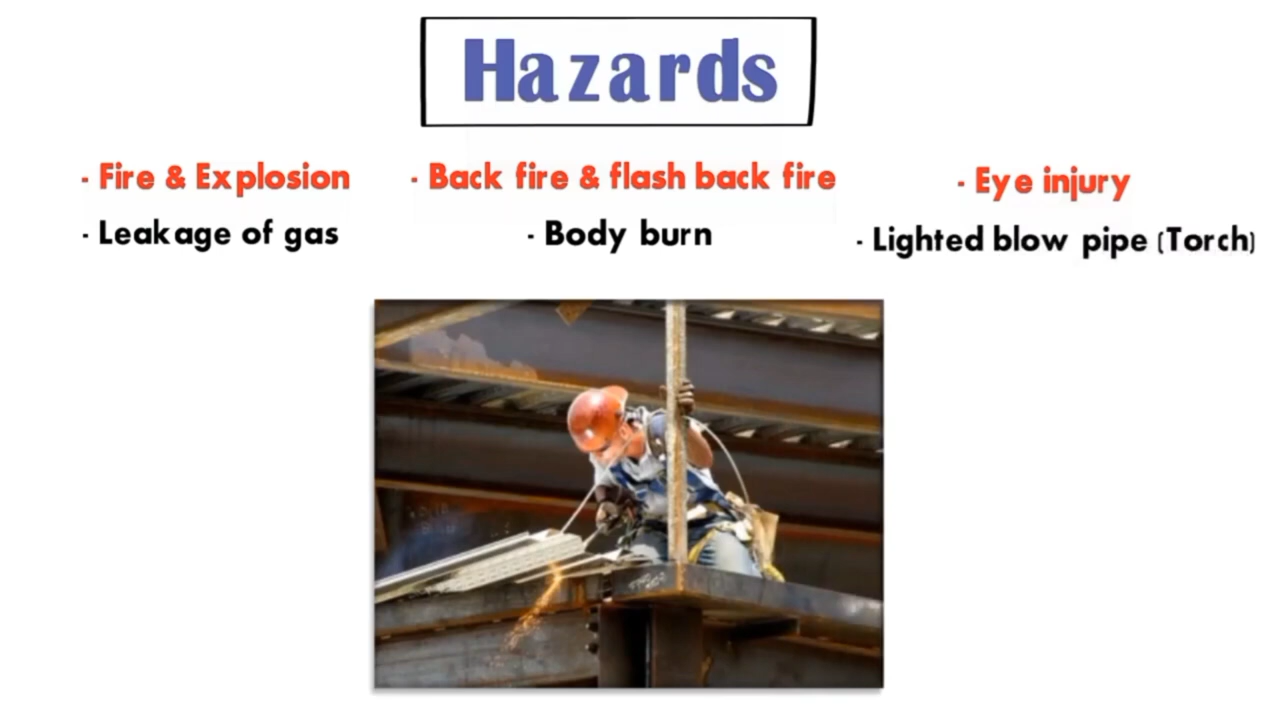 Hazards
- Fire & Explosion
- Back fire & flash back fire
- Eye injury
- Leakage of gas
- Body burn
- Lighted blow pipe (Torch)